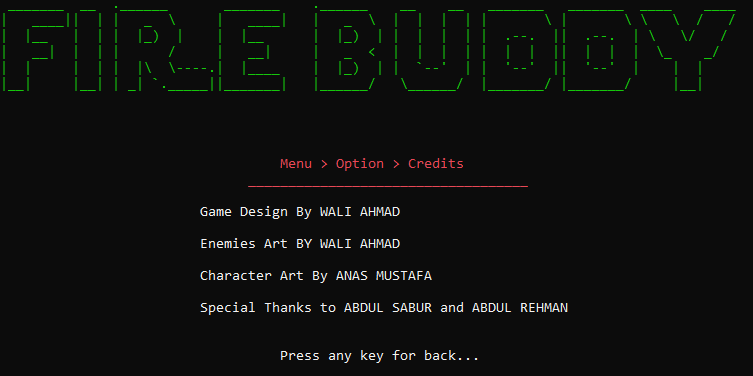 FIRE BUDDY
Menu > Option > Credits
Game Design By WALI AHMAD
Enemies Art BY WALI AHMAD
Character Art By ANAS MUSTAFA
Special Thanks to ABDUL SABUR and ABDUL REHMAN
Press any key for back...